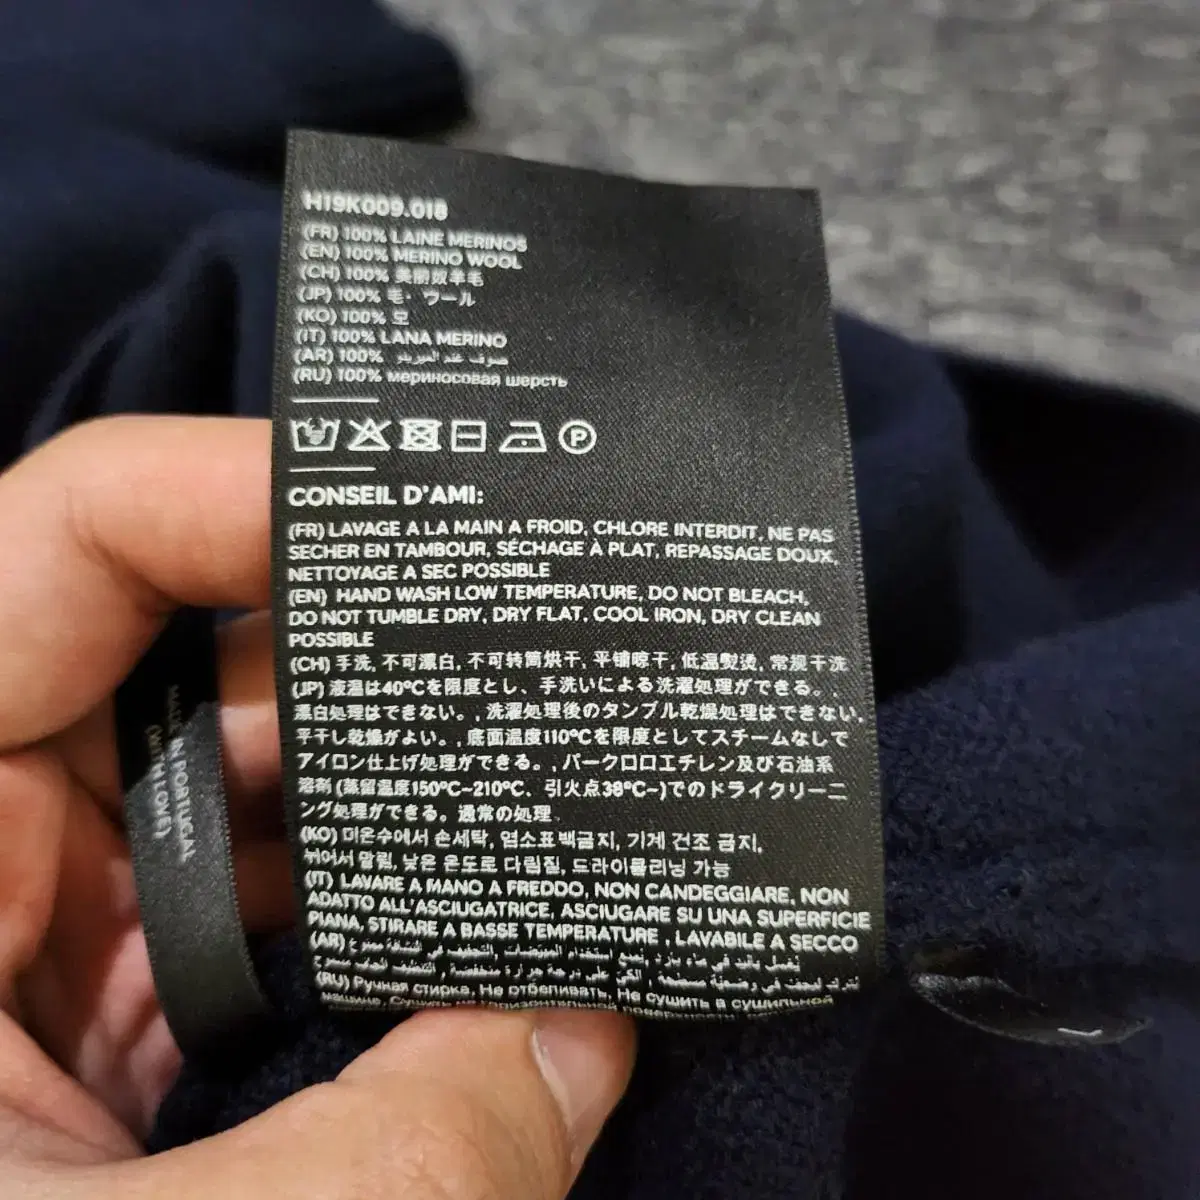 H19K009.018
(FR) 100% LAINE MERINOS
(EN) 100% MERINO WOOL
(CH) 100% 美丽奴羊毛
(JP) 100% 毛・ウール
(KO) 100% 모
(IT) 100% LANA MERINO
(AR) 100% صوف
(RU) 100% мериносовая шерсть
P
CONSEIL D'AMI:
(FR) LAVAGE A LA MAIN A FROID, CHLORE INTERDIT, NE PAS
SECHER EN TAMBOUR, SÉCHAGE À PLAT, REPASSAGE DOUX,
NETTOYAGE A SEC POSSIBLE
(EN) HAND WASH LOW TEMPERATURE, DO NOT BLEACH,
DO NOT TUMBLE DRY, DRY FLAT, COOL IRON, DRY CLEAN
POSSIBLE
(CH) 手洗, 不可漂白, 不可转筒烘干, 平铺晾干, 低温熨烫, 常规干洗
(JP) 液温は40℃を限度とし、手洗いによる洗濯処理ができる。,
漂白処理はできない。, 洗濯処理後のタンブル乾燥処理はできない。
平干し乾燥がよい。, 底面温度110℃を限度としてスチームなしで
アイロン仕上げ処理ができる。, パークロロエチレン及び石油系
溶剤 (蒸留温度150℃~210℃、引火点38℃~)でのドライクリーニ
ング処理ができる。通常の処理.
(KO) 미온수에서 손세탁, 염소표백금지, 기계 건조 금지,
뉘어서 말림, 낮은 온도로 다림질, 드라이클리닝 가능
(IT) LAVARE A MANO A FREDDO, NON CANDEGGIARE, NON
ADATTO ALL'ASCIUGATRICE, ASCIUGARE SU UNA SUPERFICIE
PIANA, STIRARE A BASSE TEMPERATURE , LAVABILE A SECCO
(AR)
(RU) Ручная стирка, Не отбеливать, Не сушить в сушильной
машине, Сушить
MADE IN PORTUGAL
(WITH LOVE)